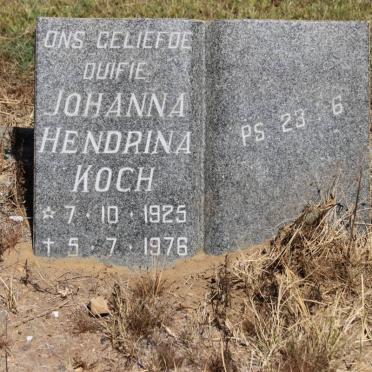 ONS GELIEFDE
DUIFIE
JOHANNA
HENDRINA
KOCH
☆ 7 · 10 · 1925
† 5 · 7 · 1976
PS 23 : 6